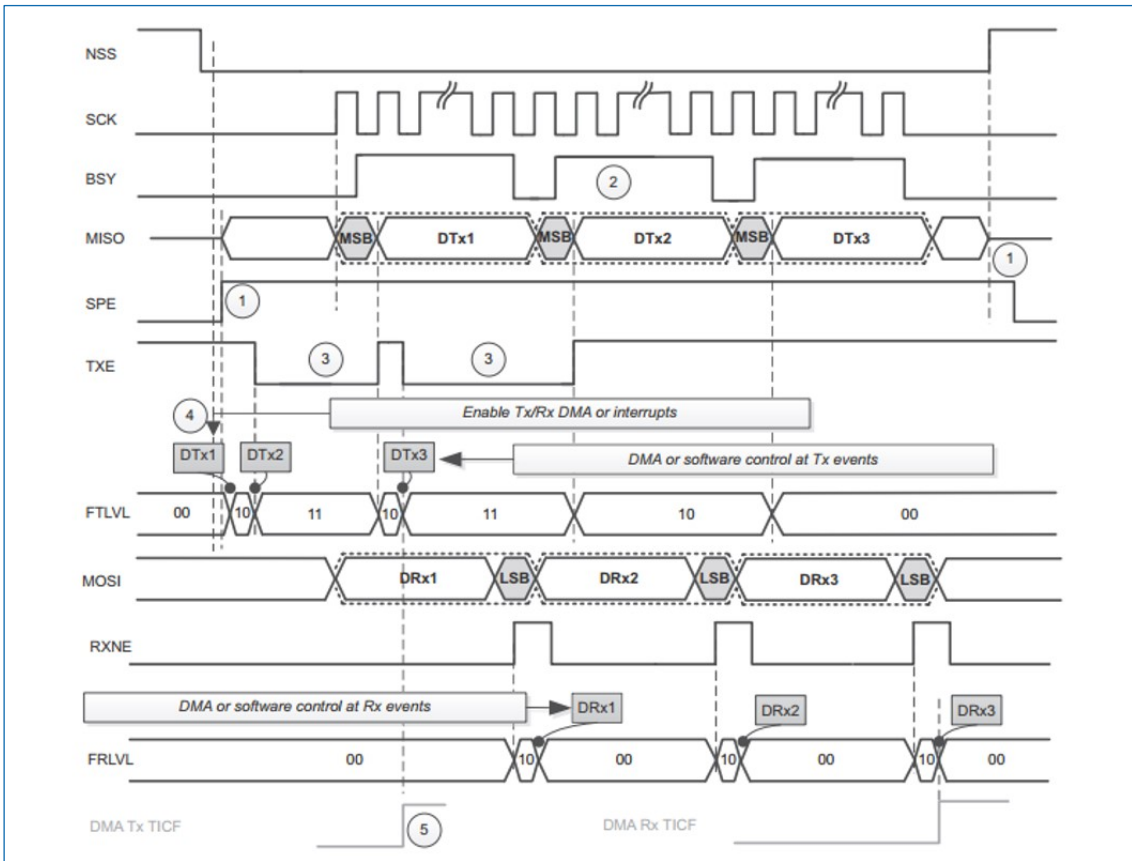 NSS
SCK
BSY
2
MISO
MSB DTx1 MSB DTx2 MSB DTx3
1
SPE
1
TXE
3 3
4
Enable Tx/Rx DMA or interrupts
DTx1 DTx2 DTx3
DMA or software control at Tx events
FTLVL
00 10 11 10 11 10 00
MOSI
DRx1 LSB DRx2 LSB DRx3 LSB
RXNE
DMA or software control at Rx events
DRx1 DRx2 DRx3
FRLVL
00 10 00 10 00 10 00
DMA Tx TICF
5
DMA Rx TICF